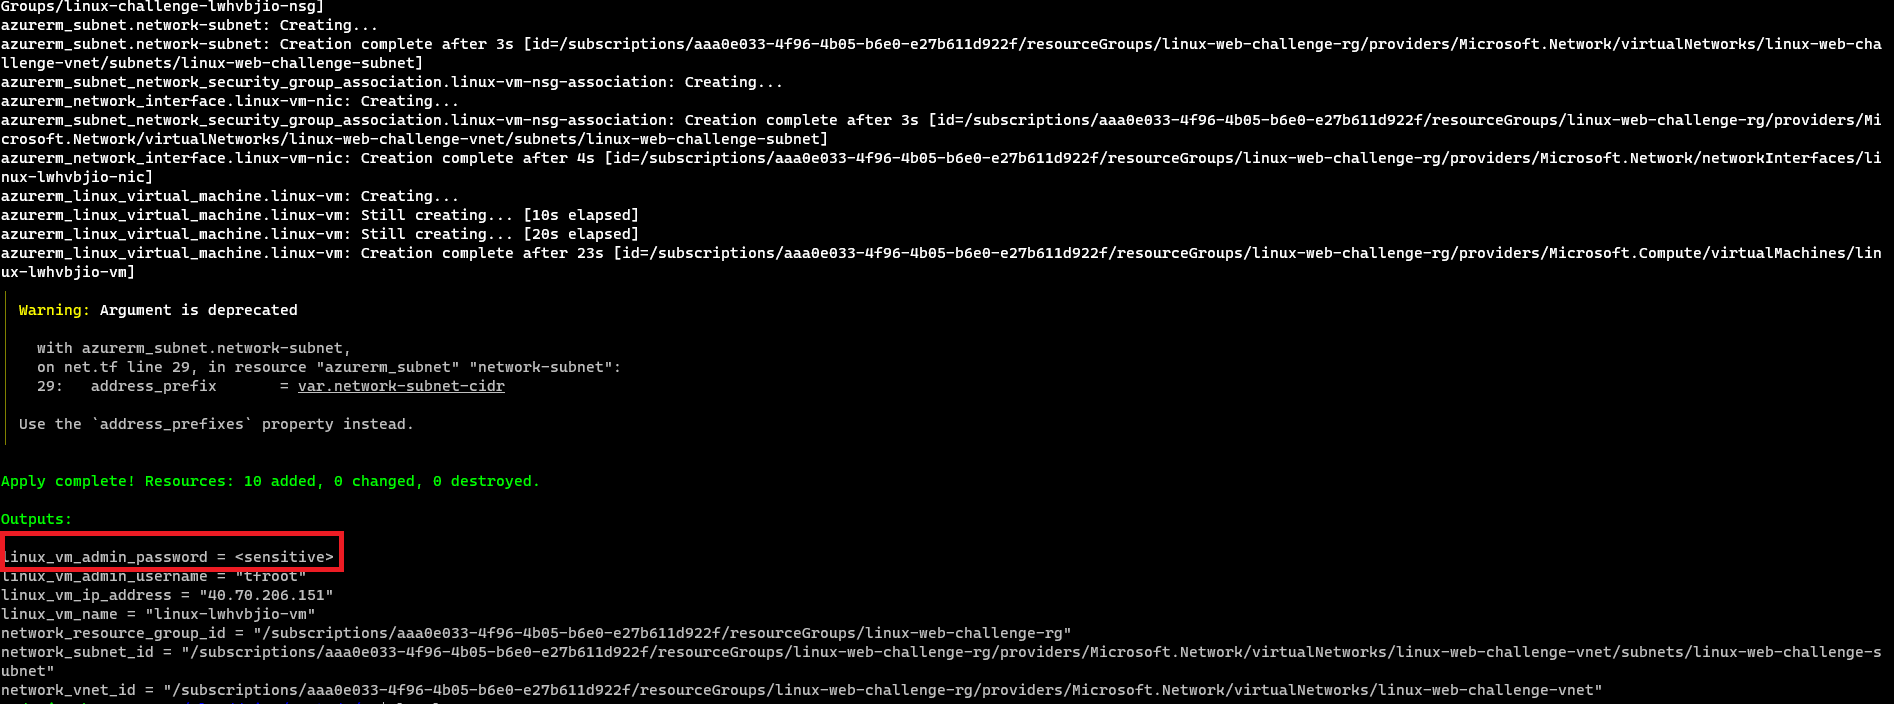 Groups/linux-challenge-lwhvbjio-nsg]
azurerm_subnet.network-subnet: Creating...
azurerm_subnet.network-subnet: Creation complete after 3s [id=/subscriptions/aaa0e033-4f96-4b05-b6e0-e27b611d922f/resourceGroups/linux-web-challenge-rg/providers/Microsoft.Network/virtualNetworks/linux-web-cha
llenge-vnet/subnets/linux-web-challenge-subnet]
azurerm_subnet_network_security_group_association.linux-vm-nsg-association: Creating...
azurerm_network_interface.linux-vm-nic: Creating...
azurerm_subnet_network_security_group_association.linux-vm-nsg-association: Creation complete after 3s [id=/subscriptions/aaa0e033-4f96-4b05-b6e0-e27b611d922f/resourceGroups/linux-web-challenge-rg/providers/Mi
crosoft.Network/virtualNetworks/linux-web-challenge-vnet/subnets/linux-web-challenge-subnet]
azurerm_network_interface.linux-vm-nic: Creation complete after 4s [id=/subscriptions/aaa0e033-4f96-4b05-b6e0-e27b611d922f/resourceGroups/linux-web-challenge-rg/providers/Microsoft.Network/networkInterfaces/li
nux-lwhvbjio-nic]
azurerm_linux_virtual_machine.linux-vm: Creating...
azurerm_linux_virtual_machine.linux-vm: Still creating... [10s elapsed]
azurerm_linux_virtual_machine.linux-vm: Still creating... [20s elapsed]
azurerm_linux_virtual_machine.linux-vm: Creation complete after 23s [id=/subscriptions/aaa0e033-4f96-4b05-b6e0-e27b611d922f/resourceGroups/linux-web-challenge-rg/providers/Microsoft.Compute/virtualMachines/lin
ux-lwhvbjio-vm]
Warning: Argument is deprecated
with azurerm_subnet.network-subnet,
on net.tf line 29, in resource "azurerm_subnet" "network-subnet":
29:   address_prefix       = var.network-subnet-cidr
Use the `address_prefixes` property instead.
Apply complete! Resources: 10 added, 0 changed, 0 destroyed.
Outputs:
linux_vm_admin_password = <sensitive>
linux_vm_admin_username = "tfroot"
linux_vm_ip_address = "40.70.206.151"
linux_vm_name = "linux-lwhvbjio-vm"
network_resource_group_id = "/subscriptions/aaa0e033-4f96-4b05-b6e0-e27b611d922f/resourceGroups/linux-web-challenge-rg"
network_subnet_id = "/subscriptions/aaa0e033-4f96-4b05-b6e0-e27b611d922f/resourceGroups/linux-web-challenge-rg/providers/Microsoft.Network/virtualNetworks/linux-web-challenge-vnet/subnets/linux-web-challenge-s
ubnet"
network_vnet_id = "/subscriptions/aaa0e033-4f96-4b05-b6e0-e27b611d922f/resourceGroups/linux-web-challenge-rg/providers/Microsoft.Network/virtualNetworks/linux-web-challenge-vnet"